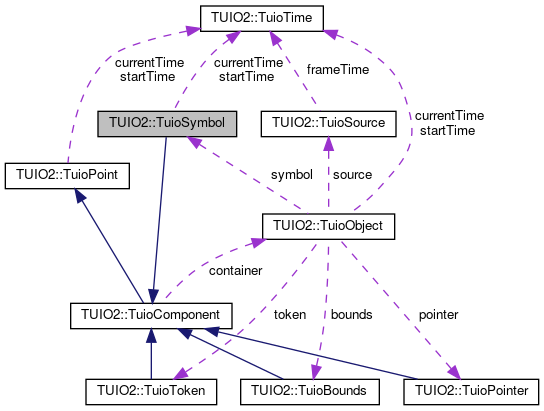 TUIO2::TuioTime
currentTime
startTime
currentTime
startTime
frameTime
TUIO2::TuioSymbol
TUIO2::TuioSource
currentTime
startTime
TUIO2::TuioPoint
symbol
source
TUIO2::TuioObject
container
TUIO2::TuioComponent
token
bounds
pointer
TUIO2::TuioToken
TUIO2::TuioBounds
TUIO2::TuioPointer